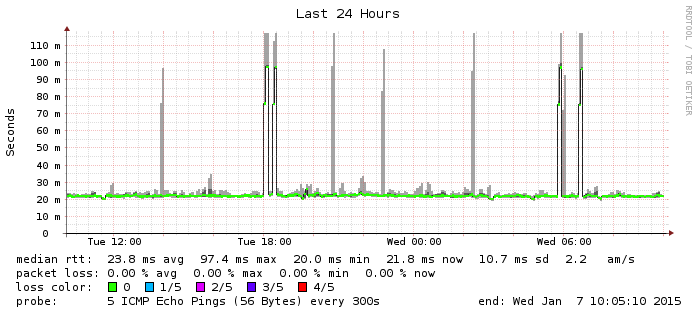 Last 24 Hours
RRDTOOL / TOBI OETIKER
Seconds
110 m
100 m
90 m
80 m
70 m
60 m
50 m
40 m
30 m
20 m
10 m
0
Tue 12:00 Tue 18:00 Wed 00:00 Wed 06:00
median rtt: 23.8 ms avg 97.4 ms max 20.0 ms min 21.8 ms now 10.7 ms sd 2.2 am/s
packet loss: 0.00 % avg 0.00 % max 0.00 % min 0.00 % now
loss color: 0 1/5 2/5 3/5 4/5
probe: 5 ICMP Echo Pings (56 Bytes) every 300s end: Wed Jan 7 10:05:10 2015